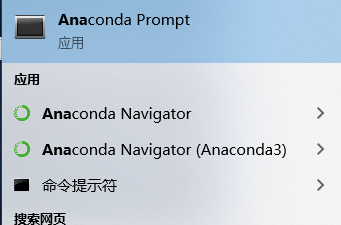 Anaconda Prompt
应用
应用
Anaconda Navigator
Anaconda Navigator (Anaconda3)
命令提示符
搜索网页